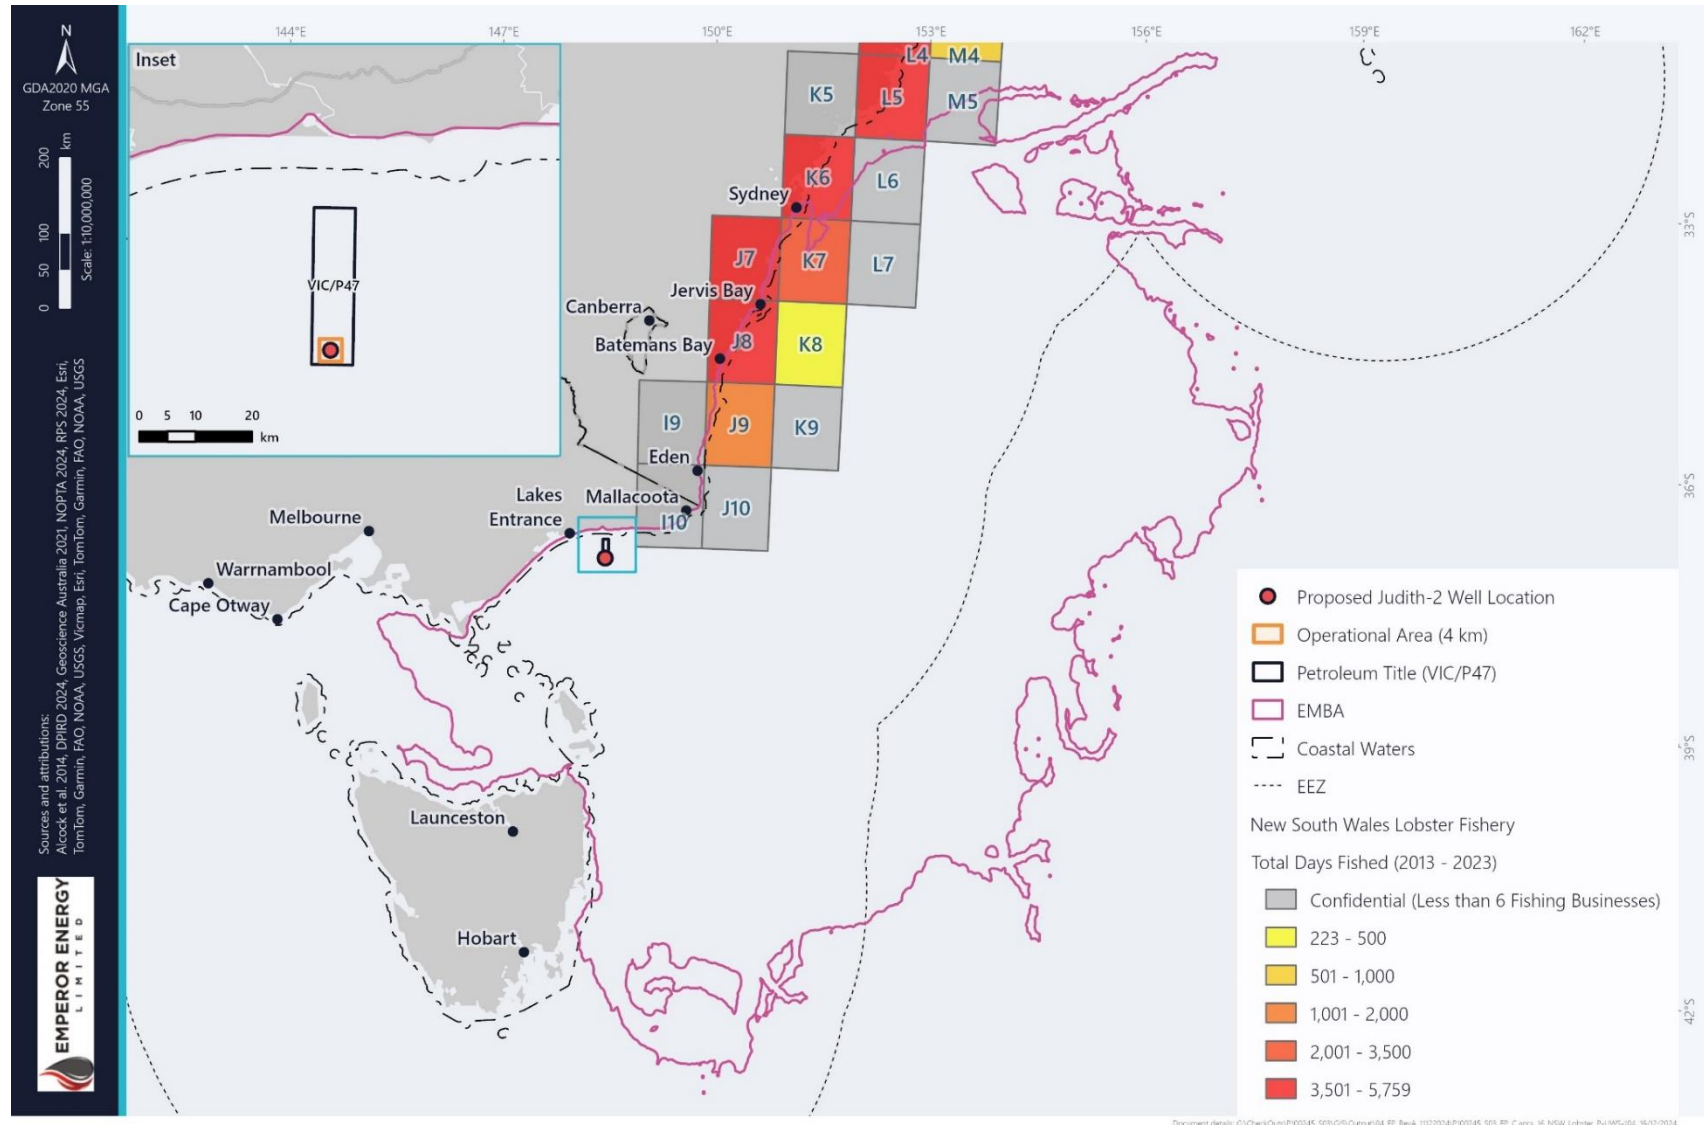 N
GDA2020 MGA
Zone 55
0 50 100 200
km
Scale: 1:10,000,000
Sources and attributions:
Alcock et al. 2014, DPIRD 2024, Geoscience Australia 2021, NOPTA 2024, RPS 2024, Esri,
TomTom, Garmin, FAO, NOAA, USGS, Vicmap, Esri, TomTom, Garmin, FAO, NOAA, USGS
EMPEROR ENERGY
LIMITED
144°E 147°E 150°E 153°E 156°E 159°E 162°E
33°S
36°S
39°S
42°S
Inset
VIC/P47
0 5 10 20
km
L4 M4
K5 L5 M5
K6 L6
Sydney
J7 K7 L7
Jervis Bay
Canberra
Batemans Bay
J8 K8
I9 J9 K9
Eden
Lakes
Entrance
Mallacoota
I10 J10
Melbourne
Warrnambool
Cape Otway
Launceston
Hobart
Proposed Judith-2 Well Location
Operational Area (4 km)
Petroleum Title (VIC/P47)
EMBA
Coastal Waters
EEZ
New South Wales Lobster Fishery
Total Days Fished (2013 - 2023)
Confidential (Less than 6 Fishing Businesses)
223 - 500
501 - 1,000
1,001 - 2,000
2,001 - 3,500
3,501 - 5,759